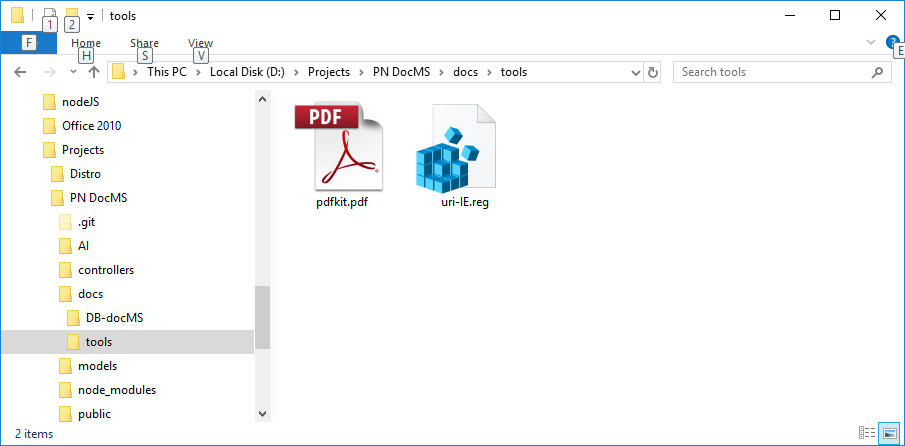 tools
1 2
F Home Share View ?
H S V E
This PC Local Disk (D:) Projects PN DocMS docs tools Search tools
nodeJS
Office 2010
Projects
Distro
PN DocMS
.git
AI
controllers
docs
DB-docMS
tools
models
node_modules
public
PDF
pdfkit.pdf
uri-IE.reg
2 items